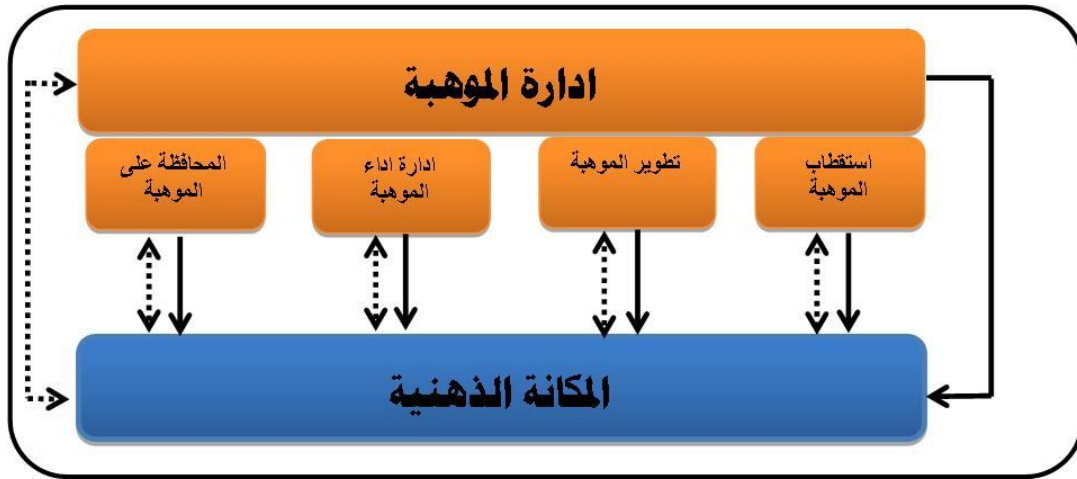 ادارة الموهبة
استقطاب
الموهبة
تطوير الموهبة
ادارة اداء
الموهبة
المحافظة على
الموهبة
المكانة الذهنية